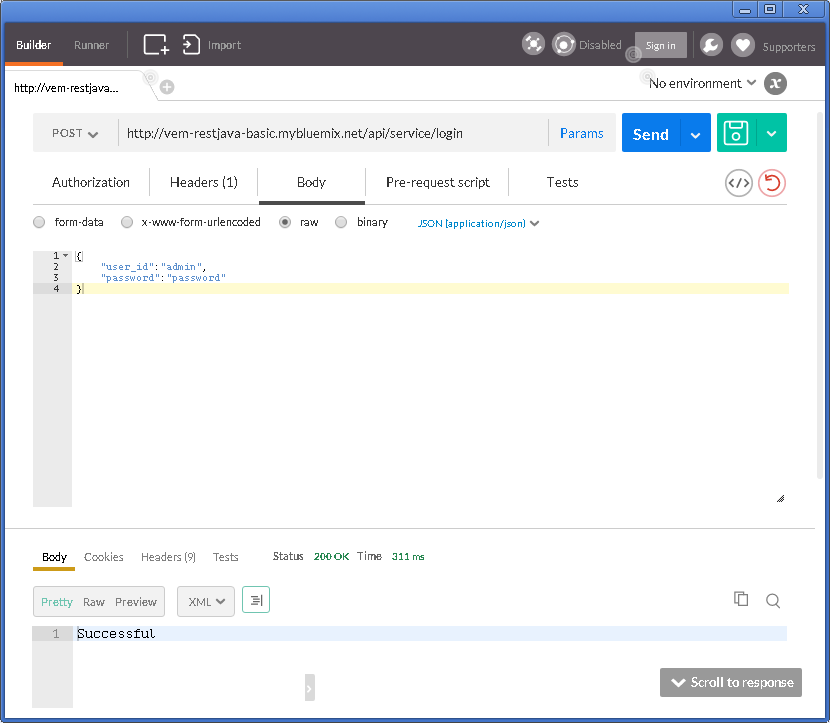 Builder Runner Import Disabled Sign in Supporters
http://vem-restjava... No environment
POST http://vem-restjava-basic.mybluemix.net/api/service/login Params Send
Authorization Headers (1) Body Pre-request script Tests
form-data x-www-form-urlencoded raw binary JSON (application/json)
1 {
2 "user_id":"admin",
3 "password":"password"
4 }
Body Cookies Headers (9) Tests Status 200 OK Time 311 ms
Pretty Raw Preview XML
1 Successful
Scroll to response